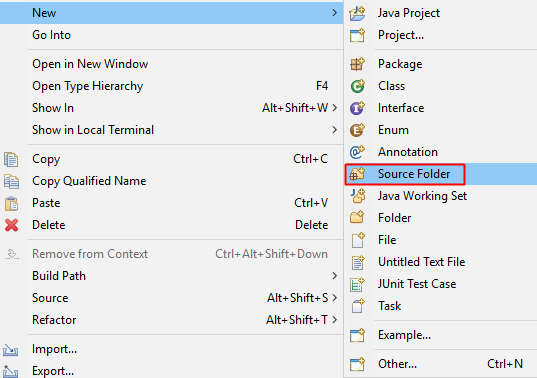 New >
Go Into
Open in New Window
Open Type Hierarchy F4
Show In Alt+Shift+W >
Show in Local Terminal >
Copy Ctrl+C
Copy Qualified Name
Paste Ctrl+V
Delete Delete
Remove from Context Ctrl+Alt+Shift+Down
Build Path >
Source Alt+Shift+S >
Refactor Alt+Shift+T >
Import...
Export...
Java Project
Project...
Package
Class
Interface
Enum
Annotation
Source Folder
Java Working Set
Folder
File
Untitled Text File
JUnit Test Case
Task
Example...
Other... Ctrl+N